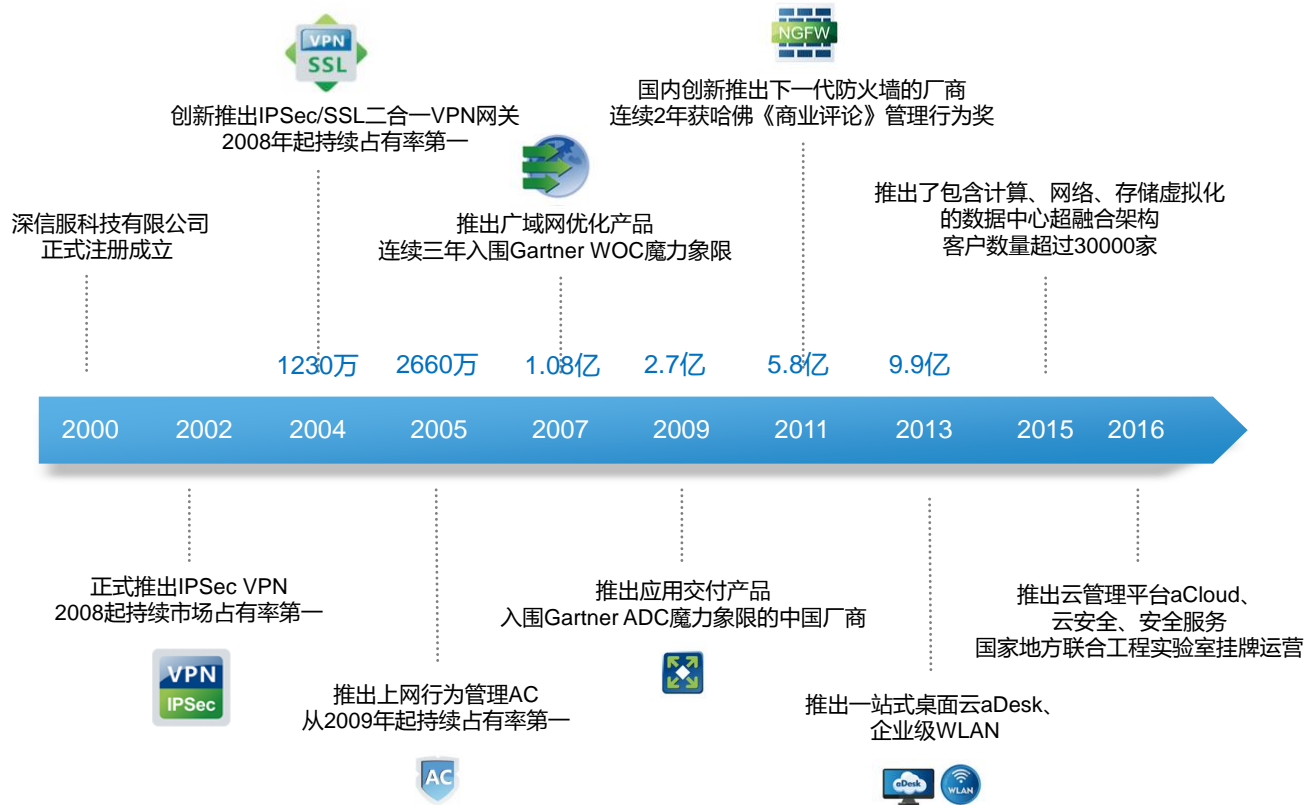 VPN
SSL
创新推出IPSec/SSL二合一VPN网关
2008年起持续占有率第一
NGFW
国内创新推出下一代防火墙的厂商
连续2年获哈佛《商业评论》管理行为奖
深信服科技有限公司
正式注册成立
推出广域网优化产品
连续三年入围Gartner WOC魔力象限
推出了包含计算、网络、存储虚拟化
的数据中心超融合架构
客户数量超过30000家
1230万 2660万 1.08亿 2.7亿 5.8亿 9.9亿
2000 2002 2004 2005 2007 2009 2011 2013 2015 2016
正式推出IPSec VPN
2008起持续市场占有率第一
VPN
IPSec
推出上网行为管理AC
从2009年起持续占有率第一
AC
推出应用交付产品
入围Gartner ADC魔力象限的中国厂商
推出一站式桌面云aDesk、
企业级WLAN
aDesk
WLAN
推出云管理平台aCloud、
云安全、安全服务
国家地方联合工程实验室挂牌运营